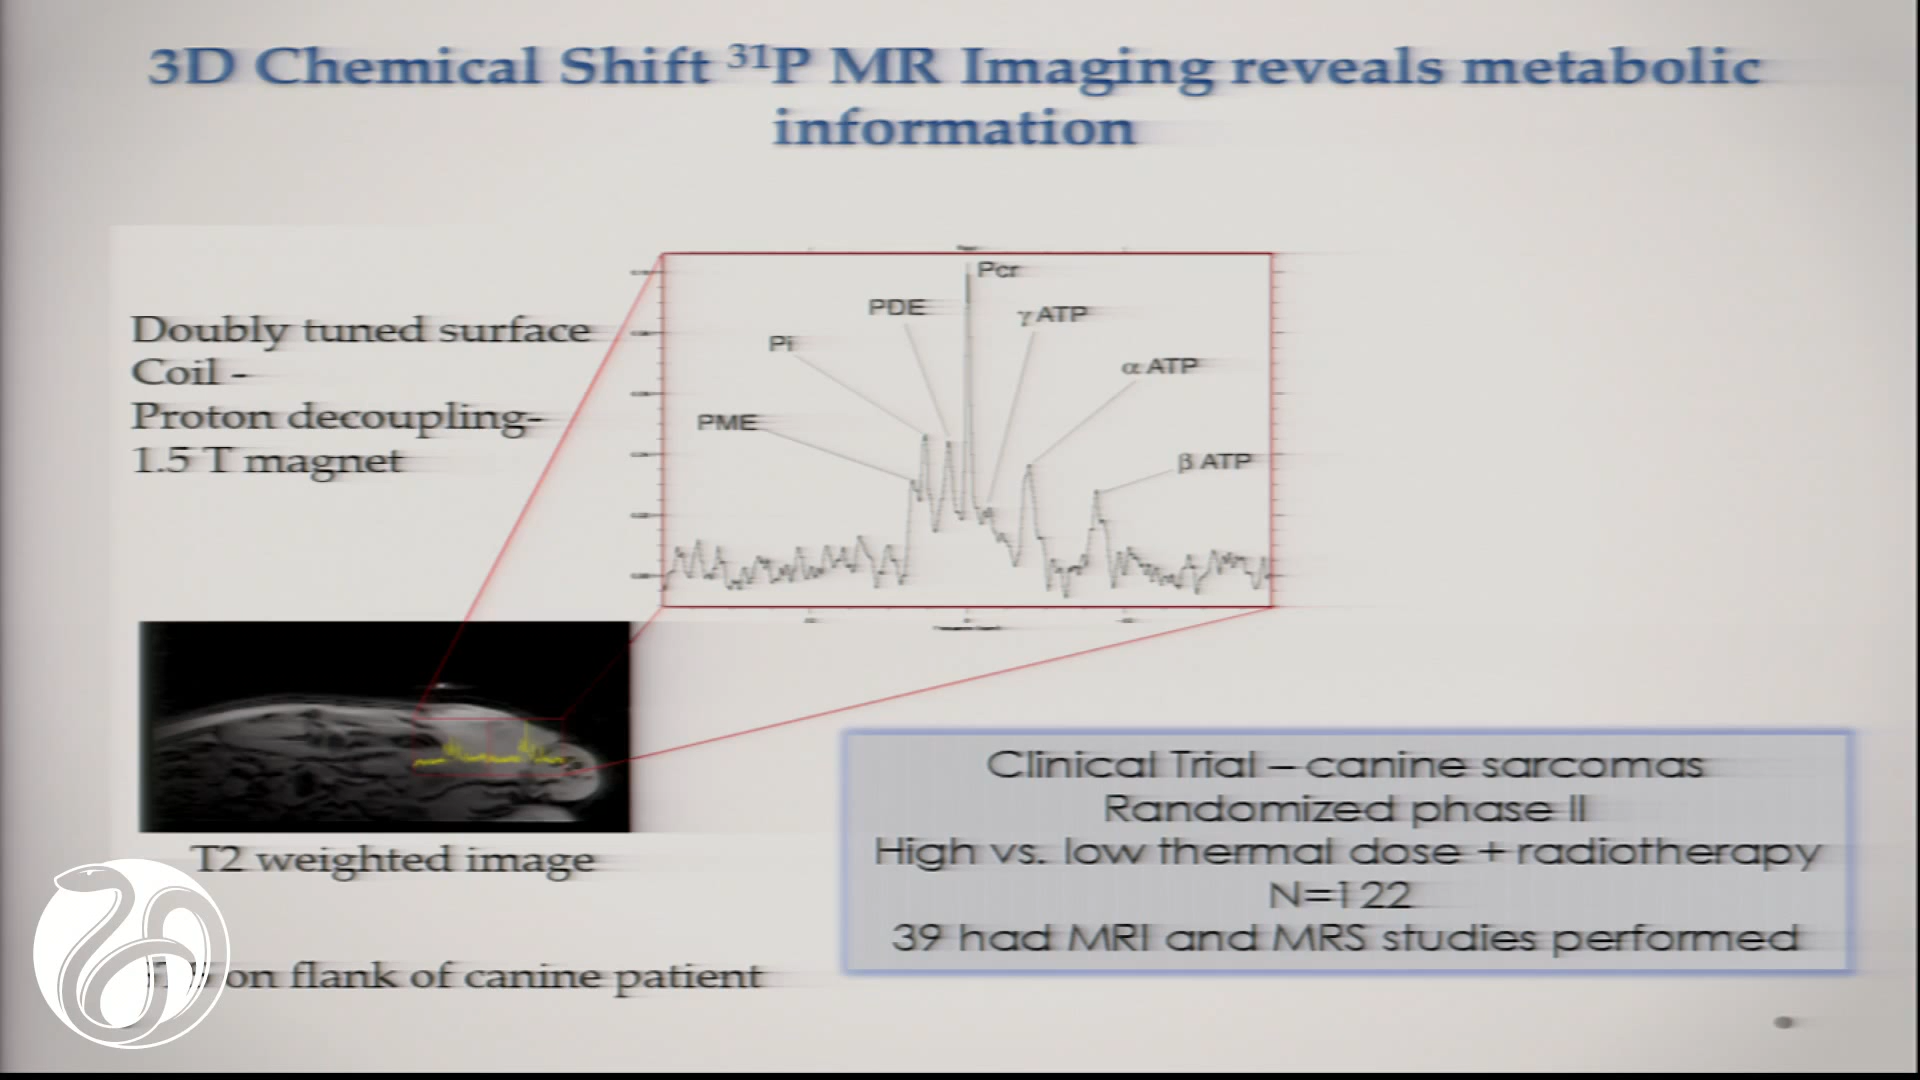 3D Chemical Shift ³¹P MR Imaging reveals metabolic
information
Doubly tuned surface
Coil -
Proton decoupling-
1.5 T magnet
Pcr
PDE
γ ATP
Pi
α ATP
PME
β ATP
T2 weighted image
on flank of canine patient
Clinical Trial – canine sarcomas
Randomized phase II
High vs. low thermal dose + radiotherapy
N=122
39 had MRI and MRS studies performed